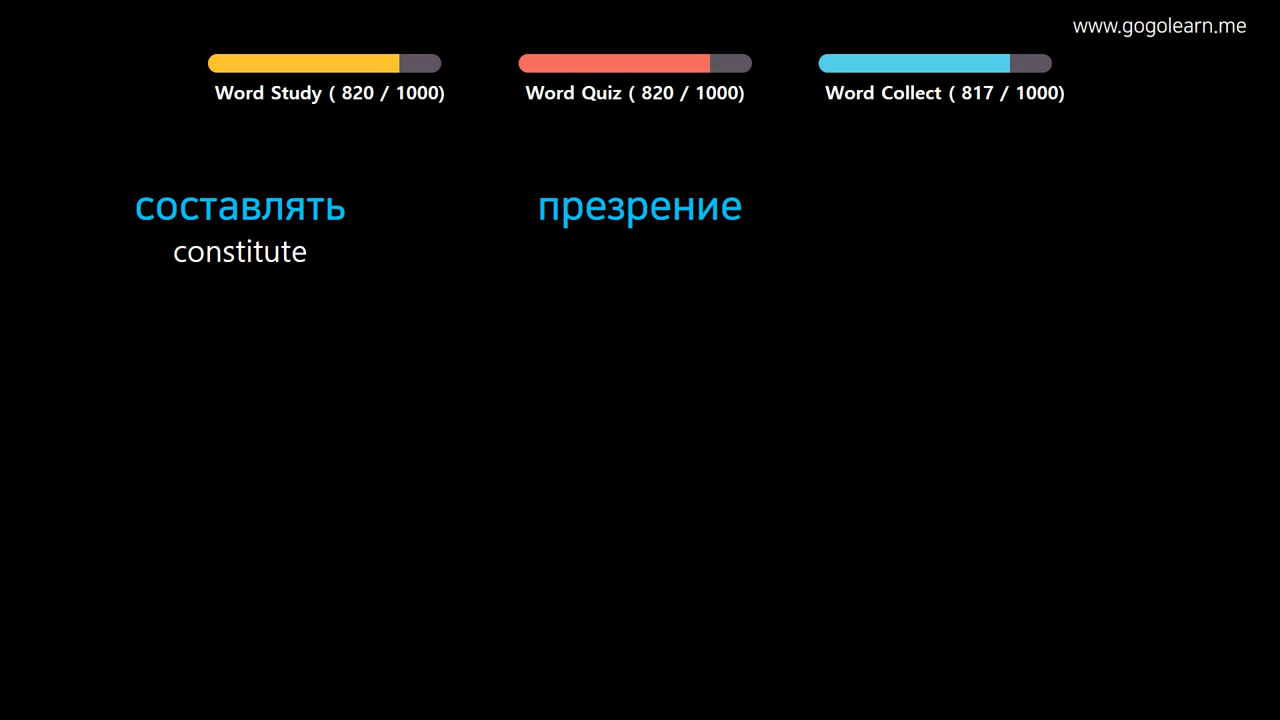 www.gogolearn.me
Word Study ( 820 / 1000)
Word Quiz ( 820 / 1000)
Word Collect ( 817 / 1000)
составлять
constitute
презрение